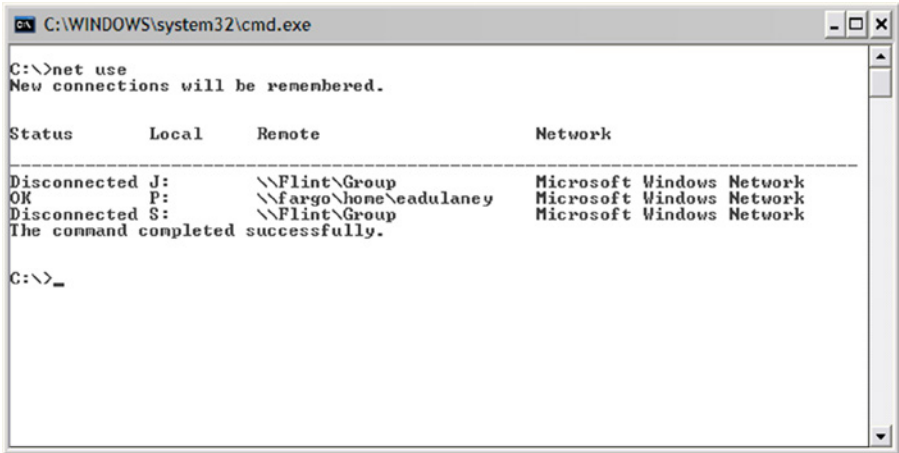 C:\WINDOWS\system32\cmd.exe
C:\>net use
New connections will be remembered.
Status Local Remote Network
Disconnected J: \\Flint\Group Microsoft Windows Network
OK P: \\fargo\home\eadulaney Microsoft Windows Network
Disconnected S: \\Flint\Group Microsoft Windows Network
The command completed successfully.
C:\>_